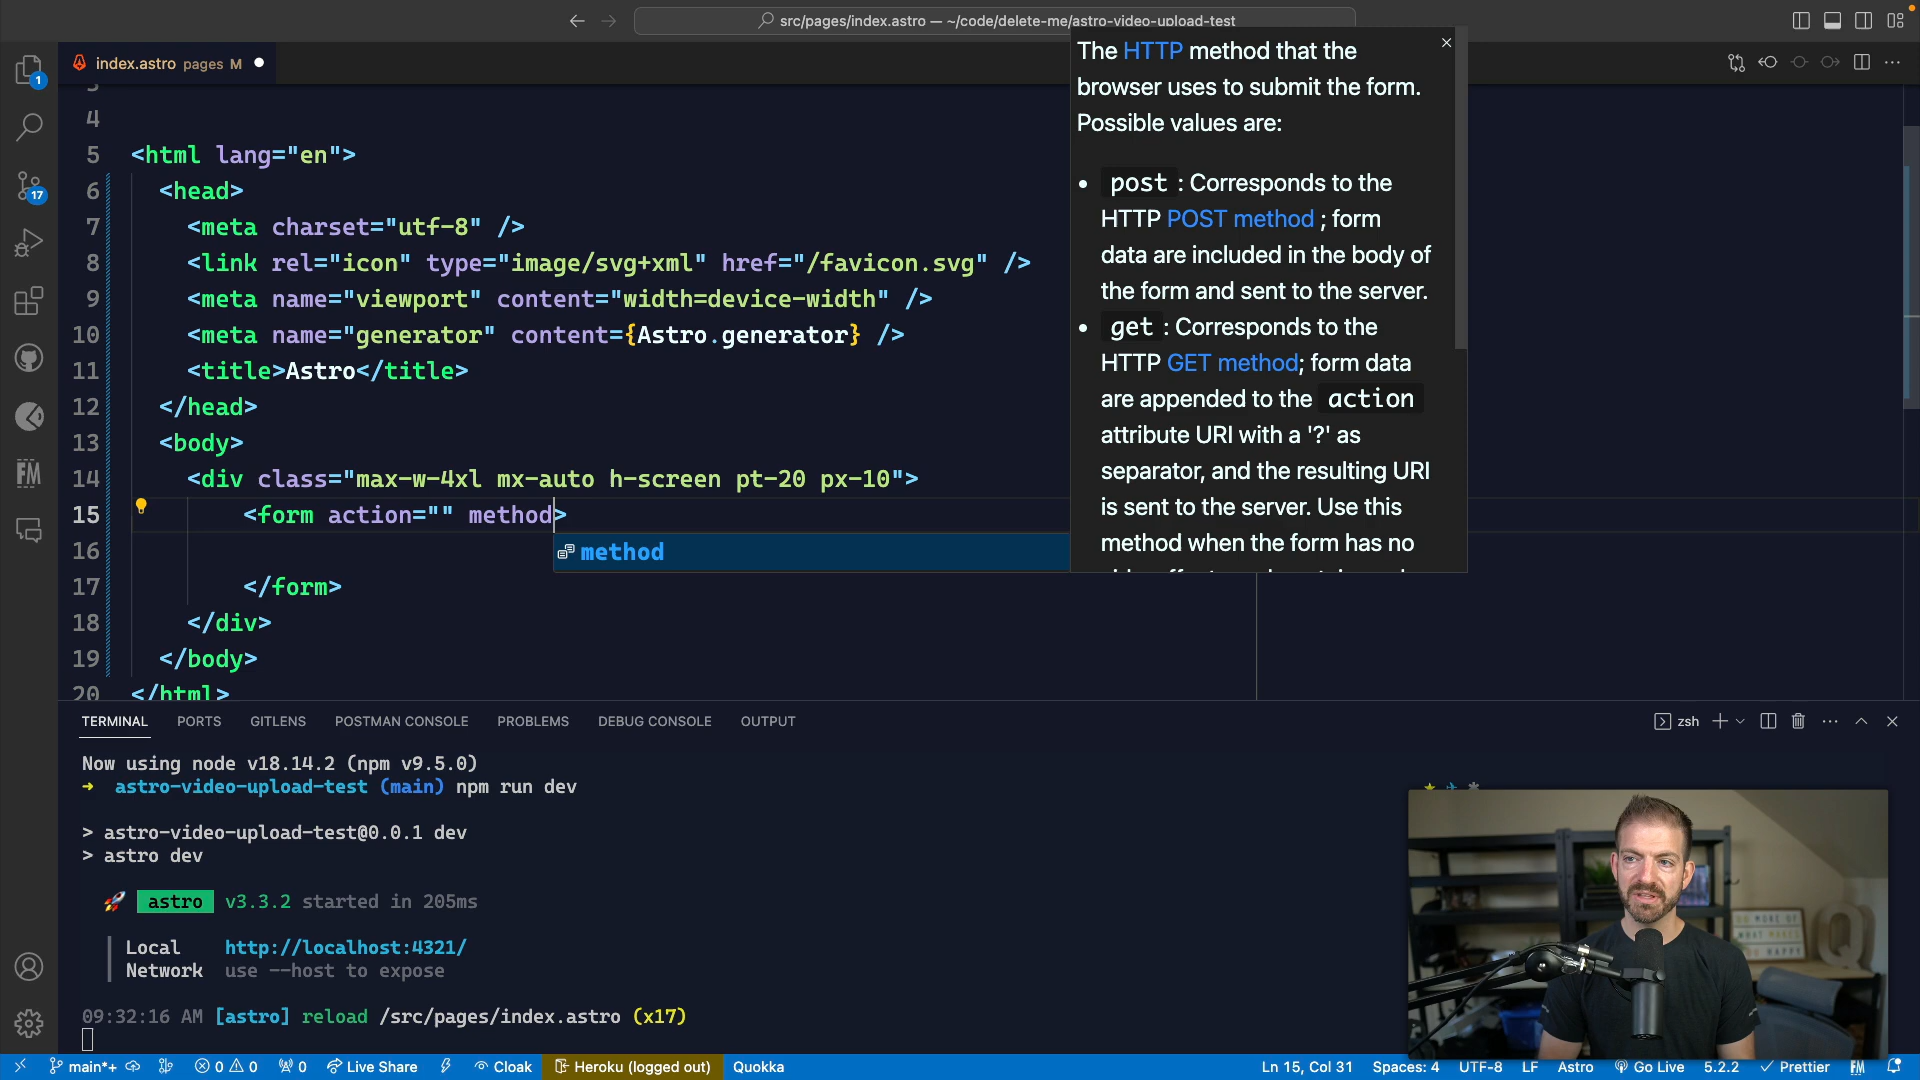 src/pages/index.astro — ~/code/delete-me/astro-video-upload-test
index.astro pages M
1
17
4
5 <html lang="en">
6 <head>
7 <meta charset="utf-8" />
8 <link rel="icon" type="image/svg+xml" href="/favicon.svg" />
9 <meta name="viewport" content="width=device-width" />
10 <meta name="generator" content={Astro.generator} />
11 <title>Astro</title>
12 </head>
13 <body>
14 <div class="max-w-4xl mx-auto h-screen pt-20 px-10">
15 <form action="" method>
16
17 </form>
18 </div>
19 </body>
20 </html>
method
The HTTP method that the
browser uses to submit the form.
Possible values are:
• post : Corresponds to the
HTTP POST method ; form
data are included in the body of
the form and sent to the server.
• get : Corresponds to the
HTTP GET method; form data
are appended to the action
attribute URI with a '?' as
separator, and the resulting URI
is sent to the server. Use this
method when the form has no
FM
TERMINAL PORTS GITLENS POSTMAN CONSOLE PROBLEMS DEBUG CONSOLE OUTPUT
zsh
Now using node v18.14.2 (npm v9.5.0)
➜ astro-video-upload-test (main) npm run dev
> astro-video-upload-test@0.0.1 dev
> astro dev
🚀 astro v3.3.2 started in 205ms
Local http://localhost:4321/
Network use --host to expose
09:32:16 AM [astro] reload /src/pages/index.astro (x17)
DO MORE OF
WHAT MAKES
YOU HAPPY
Q
main*+ 0 0 0 Live Share Cloak Heroku (logged out) Quokka
Ln 15, Col 31 Spaces: 4 UTF-8 LF Astro Go Live 5.2.2 Prettier FM